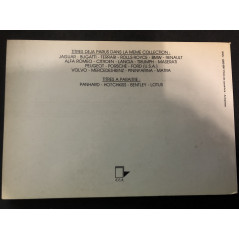 TITRES DEJA PARUS DANS LA MEME COLLECTION :
JAGUAR - BUGATTI - FERRARI - ROLLS-ROYCE - BMW - RENAULT
ALFA ROMEO - CITROEN - LANCIA - TRIUMPH - MASERATI
PEUGEOT - PORSCHE - FORD (U.S.A.)
VOLVO - MERCEDES-BENZ - PININFARINA - MATRA
TITRES A PARAITRE :
PANHARD - HOTCHKISS - BENTLEY - LOTUS